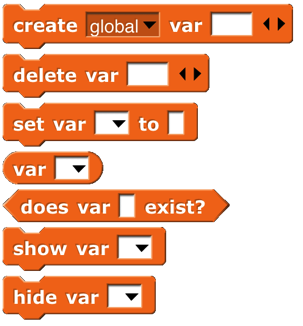 create global var
delete var
set var to
var
does var exist?
show var
hide var